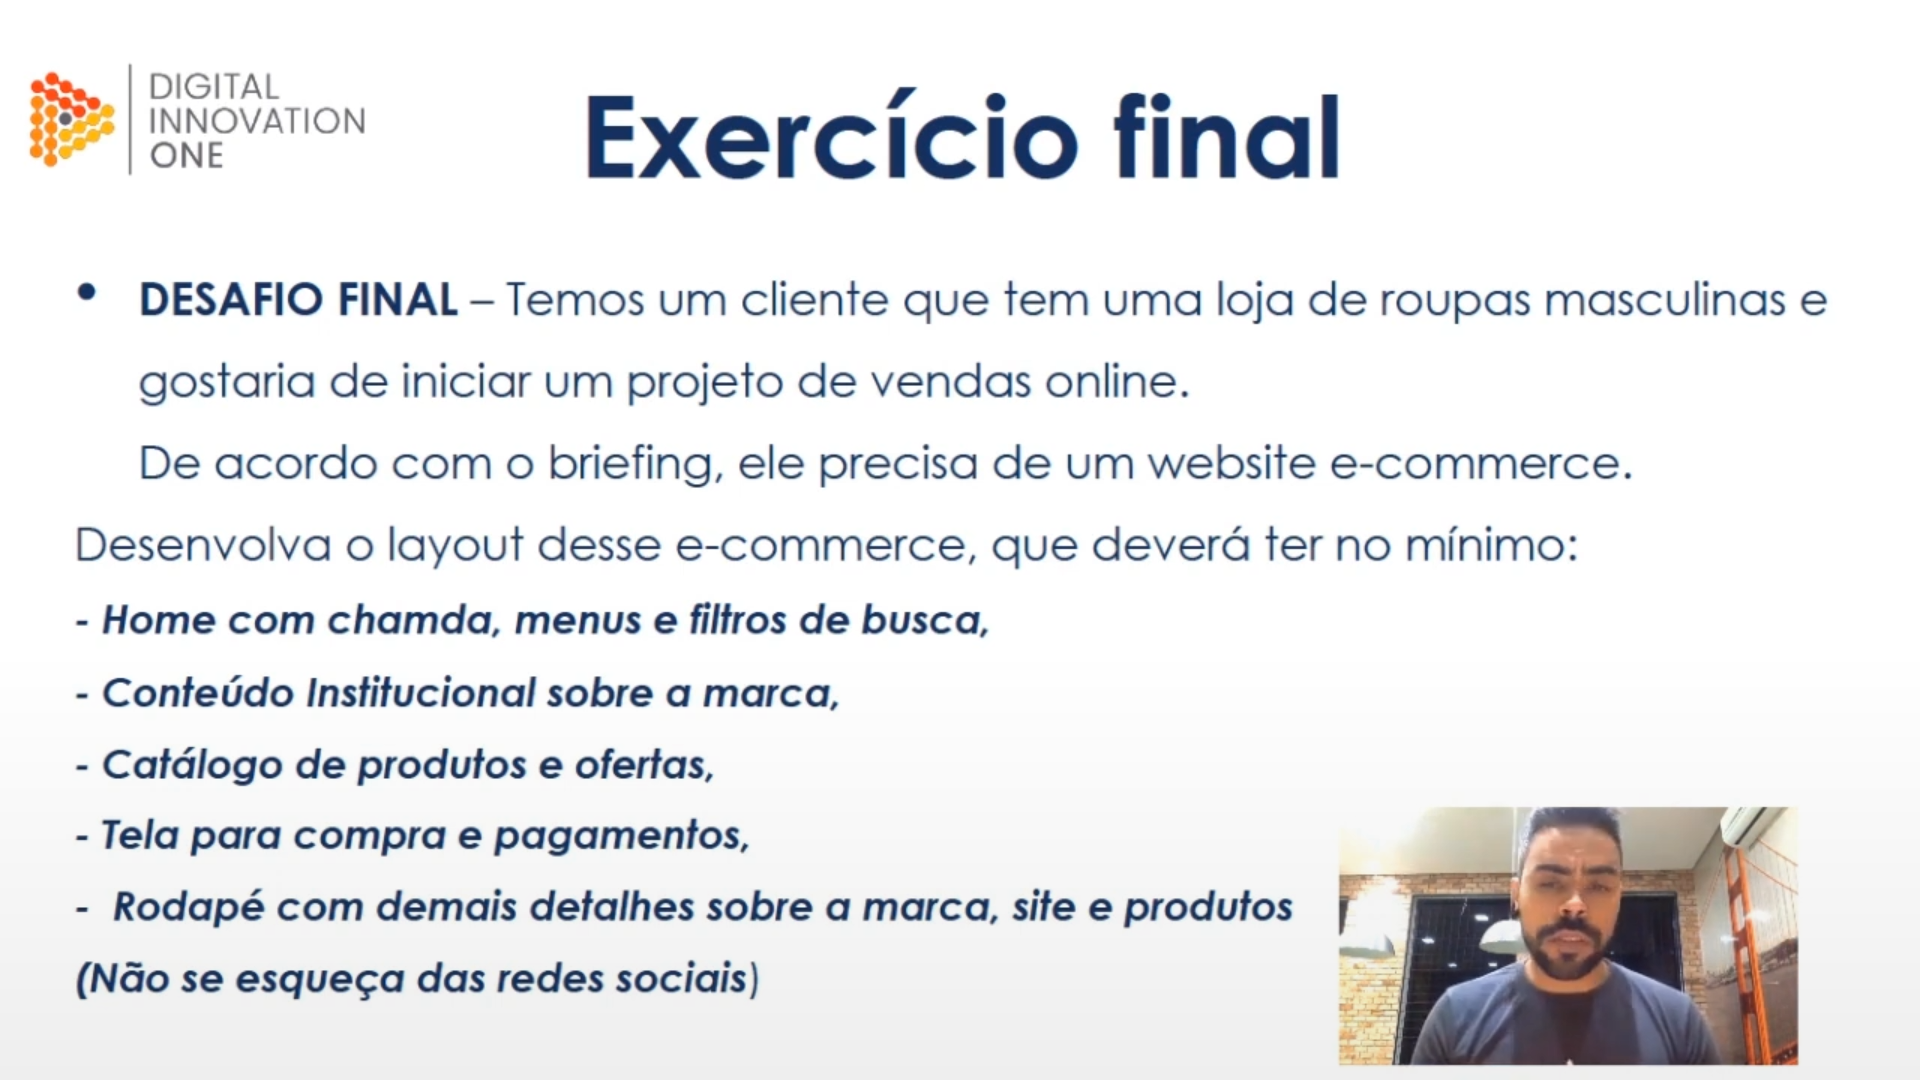 DIGITAL
INNOVATION
ONE
Exercício final
• DESAFIO FINAL – Temos um cliente que tem uma loja de roupas masculinas e
gostaria de iniciar um projeto de vendas online.
De acordo com o briefing, ele precisa de um website e-commerce.
Desenvolva o layout desse e-commerce, que deverá ter no mínimo:
- Home com chamda, menus e filtros de busca,
- Conteúdo Institucional sobre a marca,
- Catálogo de produtos e ofertas,
- Tela para compra e pagamentos,
- Rodapé com demais detalhes sobre a marca, site e produtos
(Não se esqueça das redes sociais)